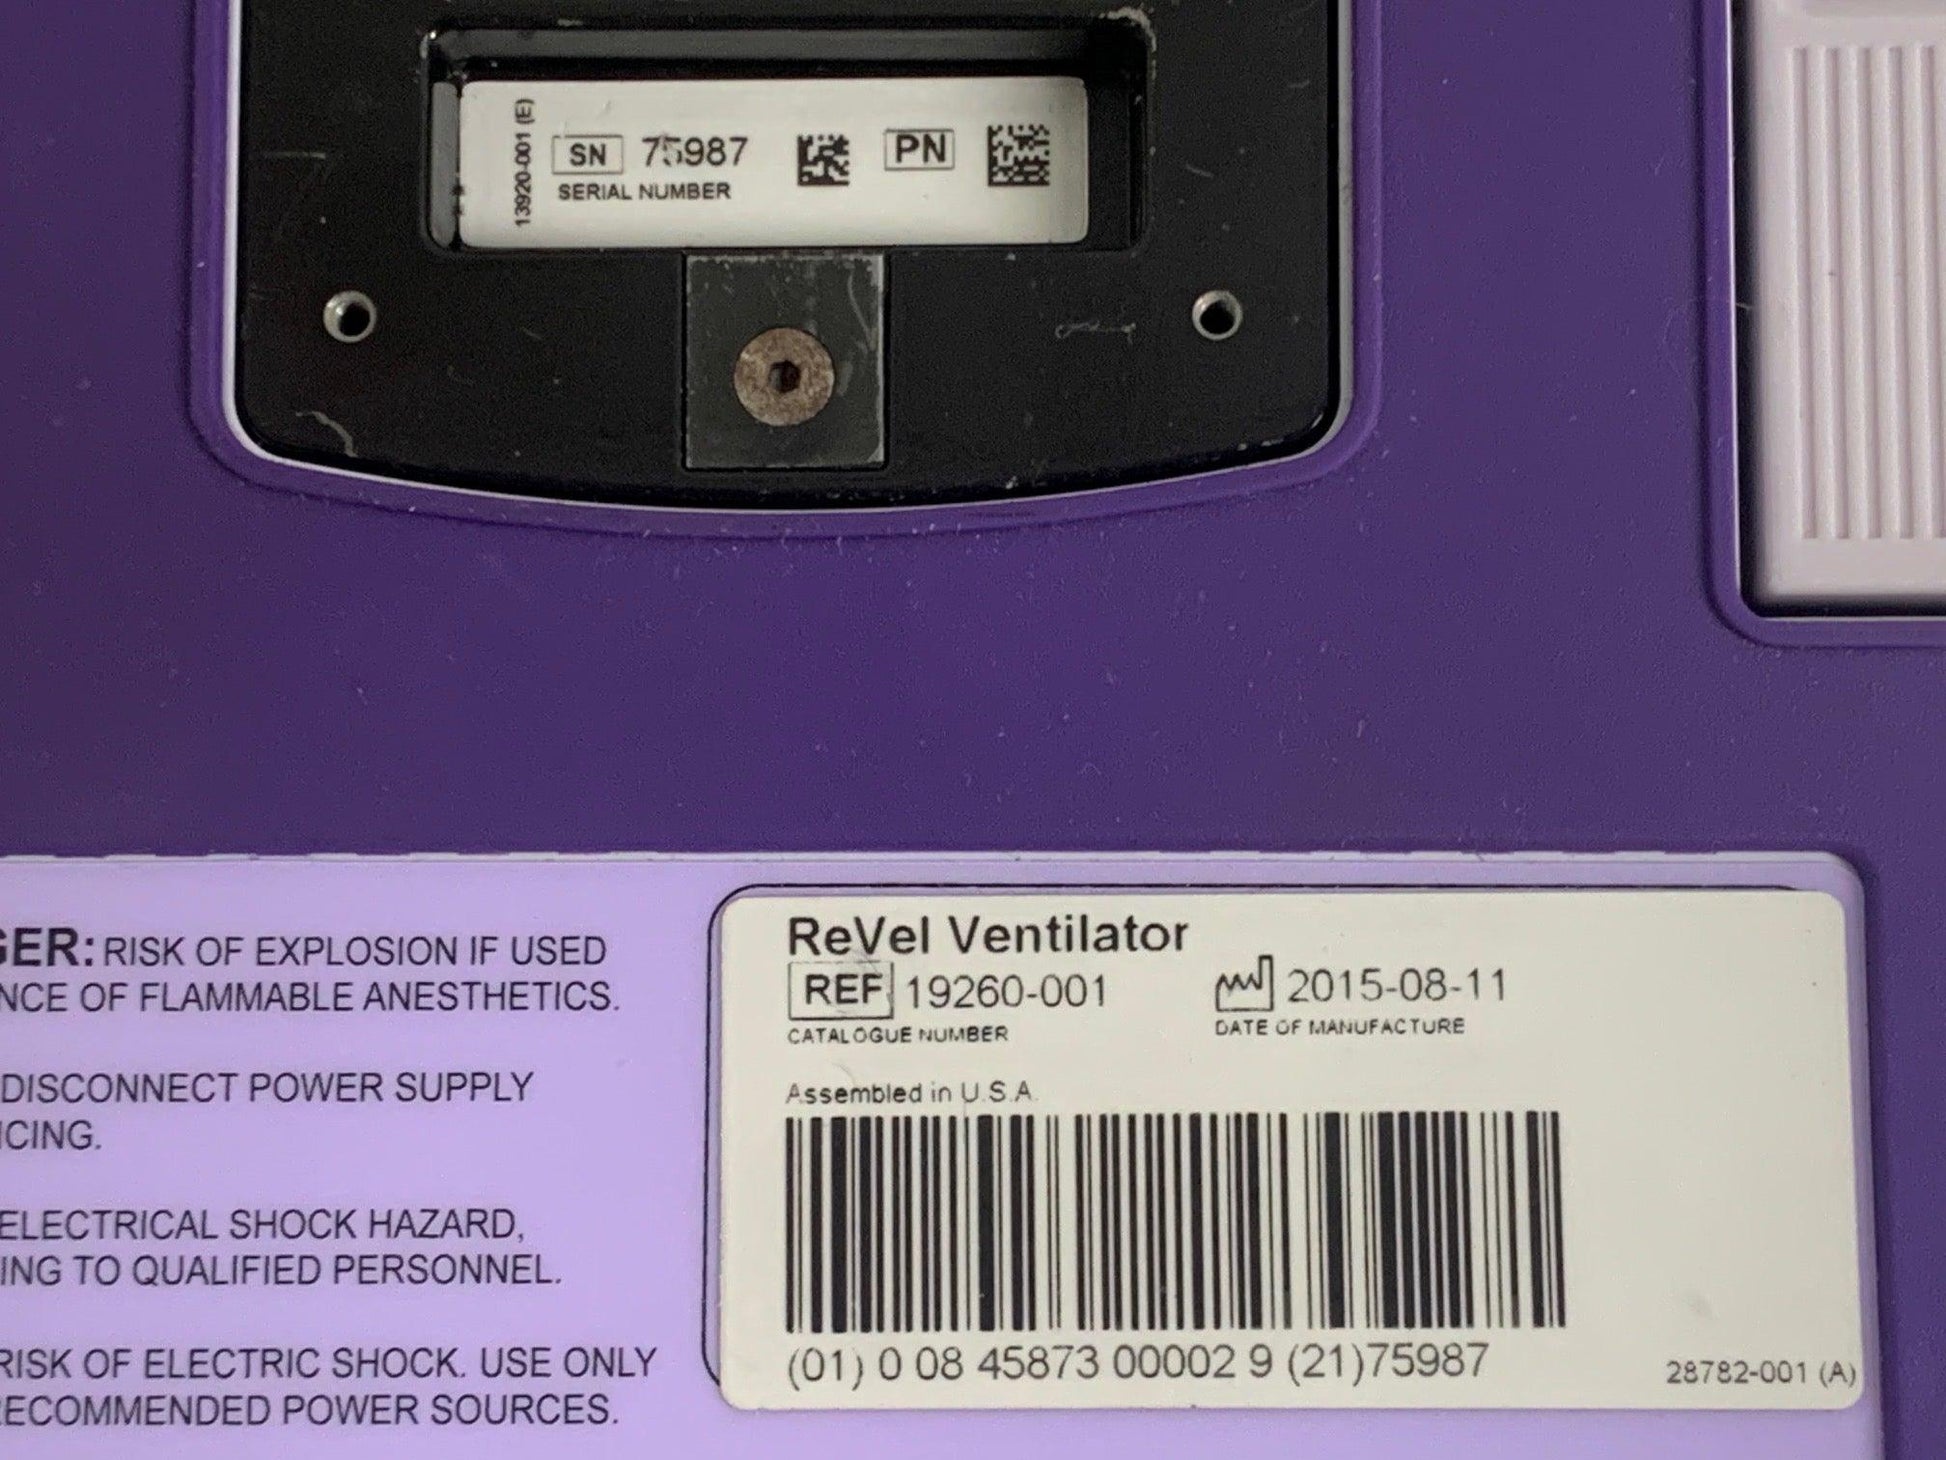 13920-001 (E)
SN 75987 PN
SERIAL NUMBER
GER: RISK OF EXPLOSION IF USED
NCE OF FLAMMABLE ANESTHETICS.
DISCONNECT POWER SUPPLY
ICING.
ELECTRICAL SHOCK HAZARD,
ING TO QUALIFIED PERSONNEL.
RISK OF ELECTRIC SHOCK. USE ONLY
RECOMMENDED POWER SOURCES.
ReVel Ventilator
REF 19260-001 2015-08-11
CATALOGUE NUMBER DATE OF MANUFACTURE
Assembled in U.S.A.
(01) 0 08 45873 00002 9 (21)75987
28782-001 (A)